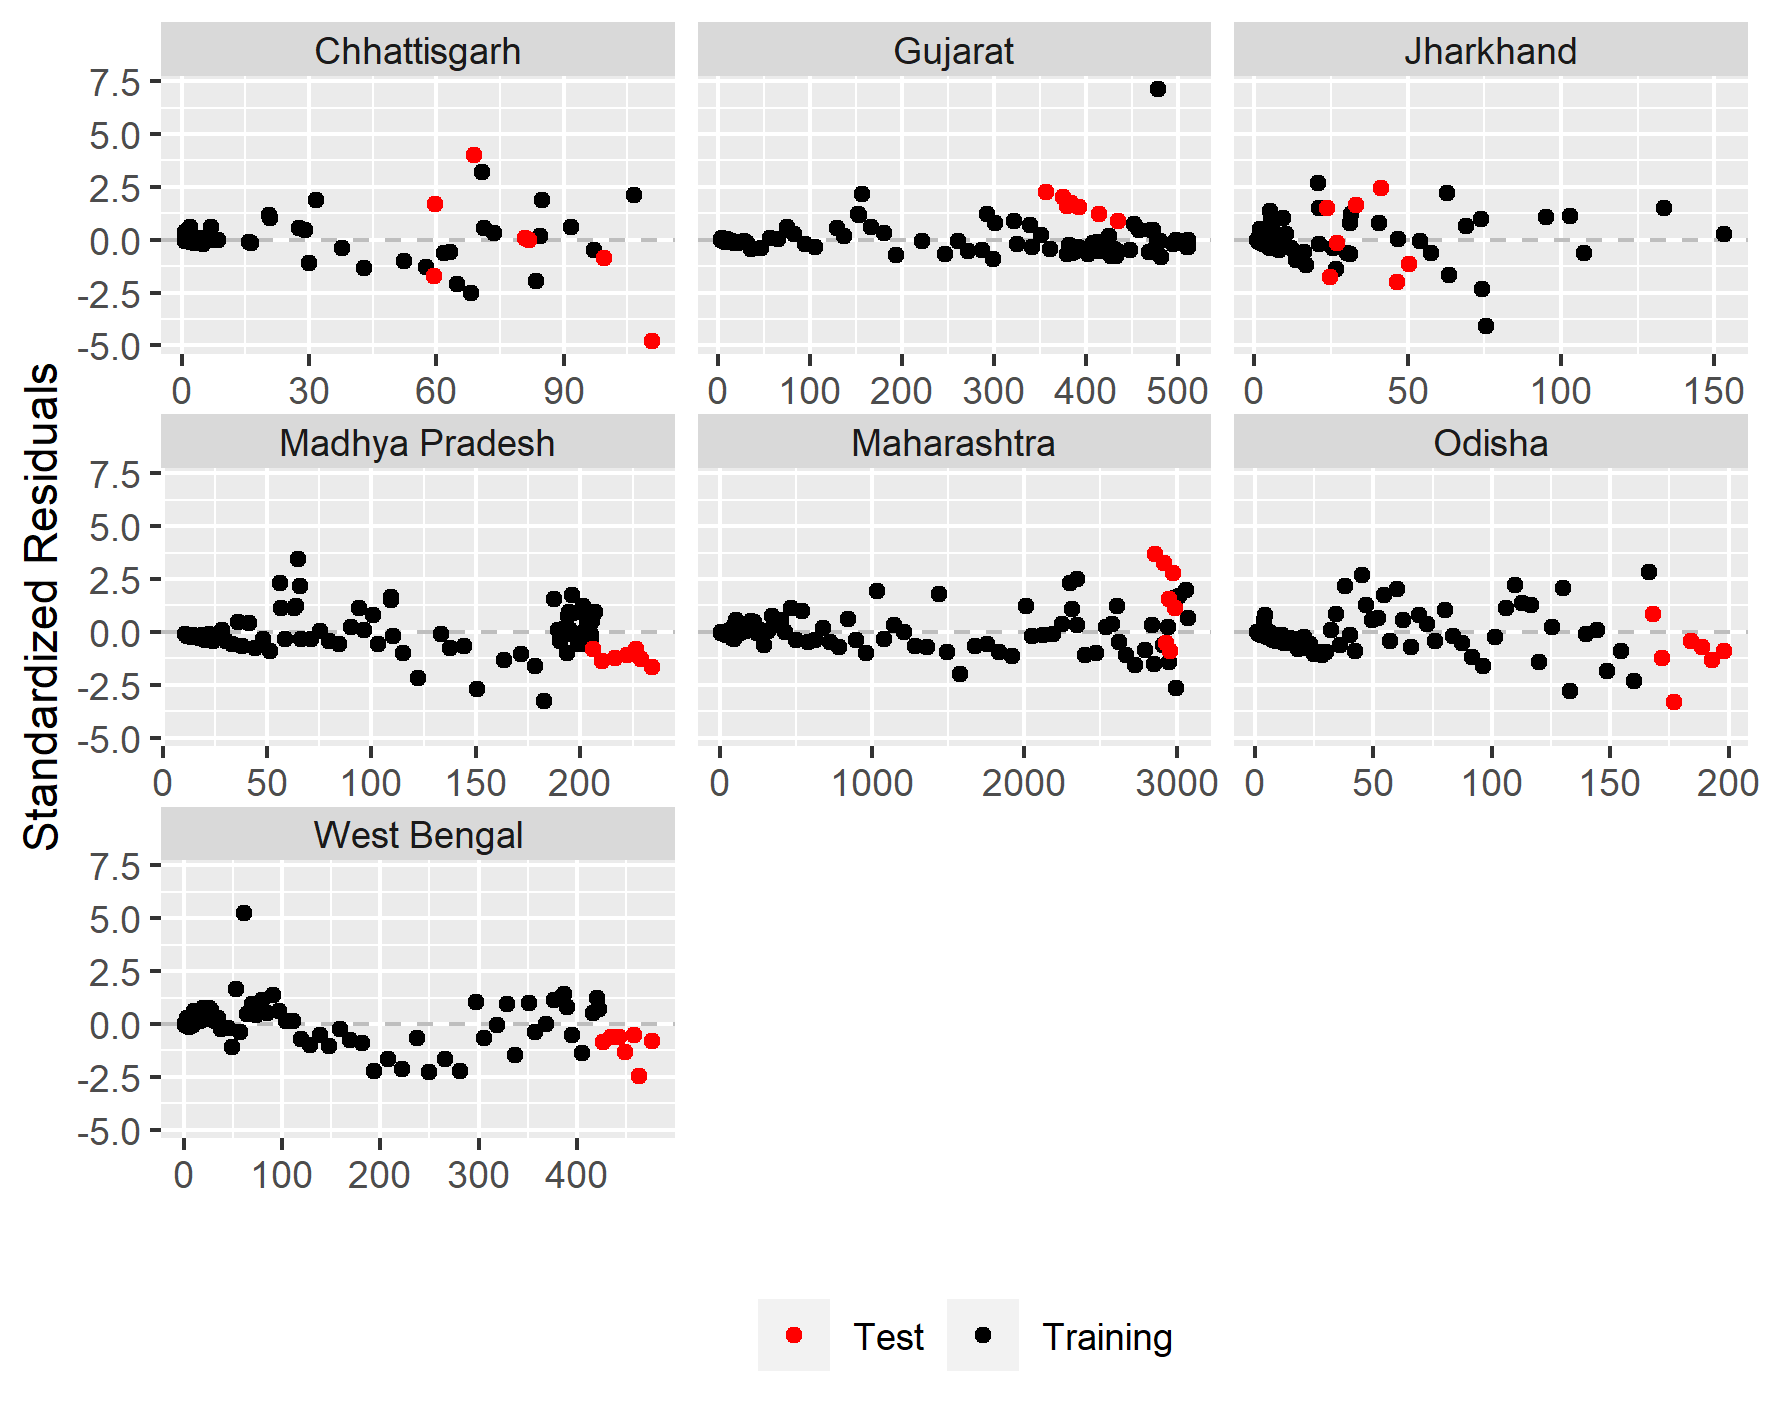 Chhattisgarh Gujarat Jharkhand
7.5
5.0
2.5
0.0
-2.5
-5.0
0 30 60 90 0 100 200 300 400 500 0 50 100 150
Madhya Pradesh Maharashtra Odisha
7.5
5.0
2.5
0.0
-2.5
-5.0
0 50 100 150 200 0 1000 2000 3000 0 50 100 150 200
Standardized Residuals
West Bengal
7.5
5.0
2.5
0.0
-2.5
-5.0
0 100 200 300 400
Test Training